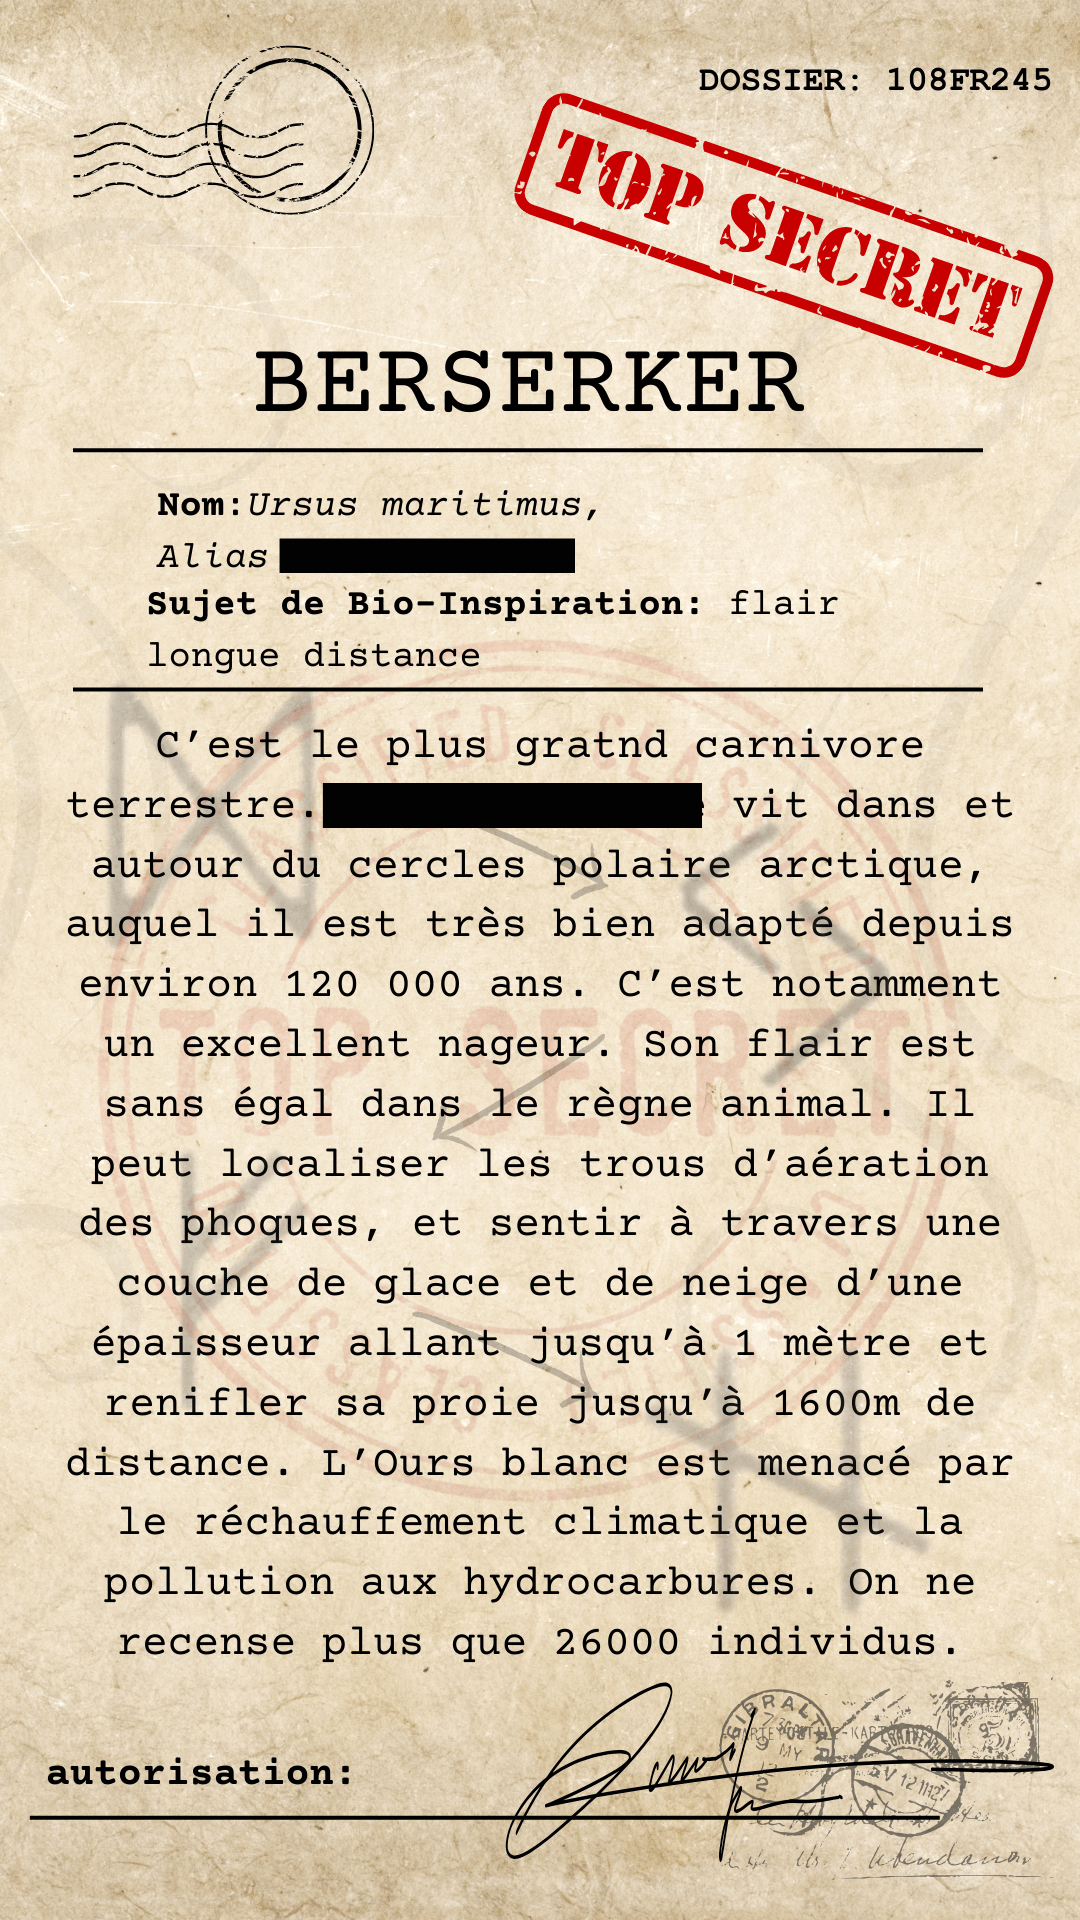 DOSSIER: 108FR245
TOP SECRET
BERSERKER
Nom:Ursus maritimus,
Alias
Sujet de Bio-Inspiration: flair
longue distance
C’est le plus gratnd carnivore
terrestre. vit dans et
autour du cercles polaire arctique,
auquel il est très bien adapté depuis
environ 120 000 ans. C’est notamment
un excellent nageur. Son flair est
sans égal dans le règne animal. Il
peut localiser les trous d’aération
des phoques, et sentir à travers une
couche de glace et de neige d’une
épaisseur allant jusqu’à 1 mètre et
renifler sa proie jusqu’à 1600m de
distance. L’Ours blanc est menacé par
le réchauffement climatique et la
pollution aux hydrocarbures. On ne
recense plus que 26000 individus.
TOP SECRET
autorisation:
GIBRALTAR